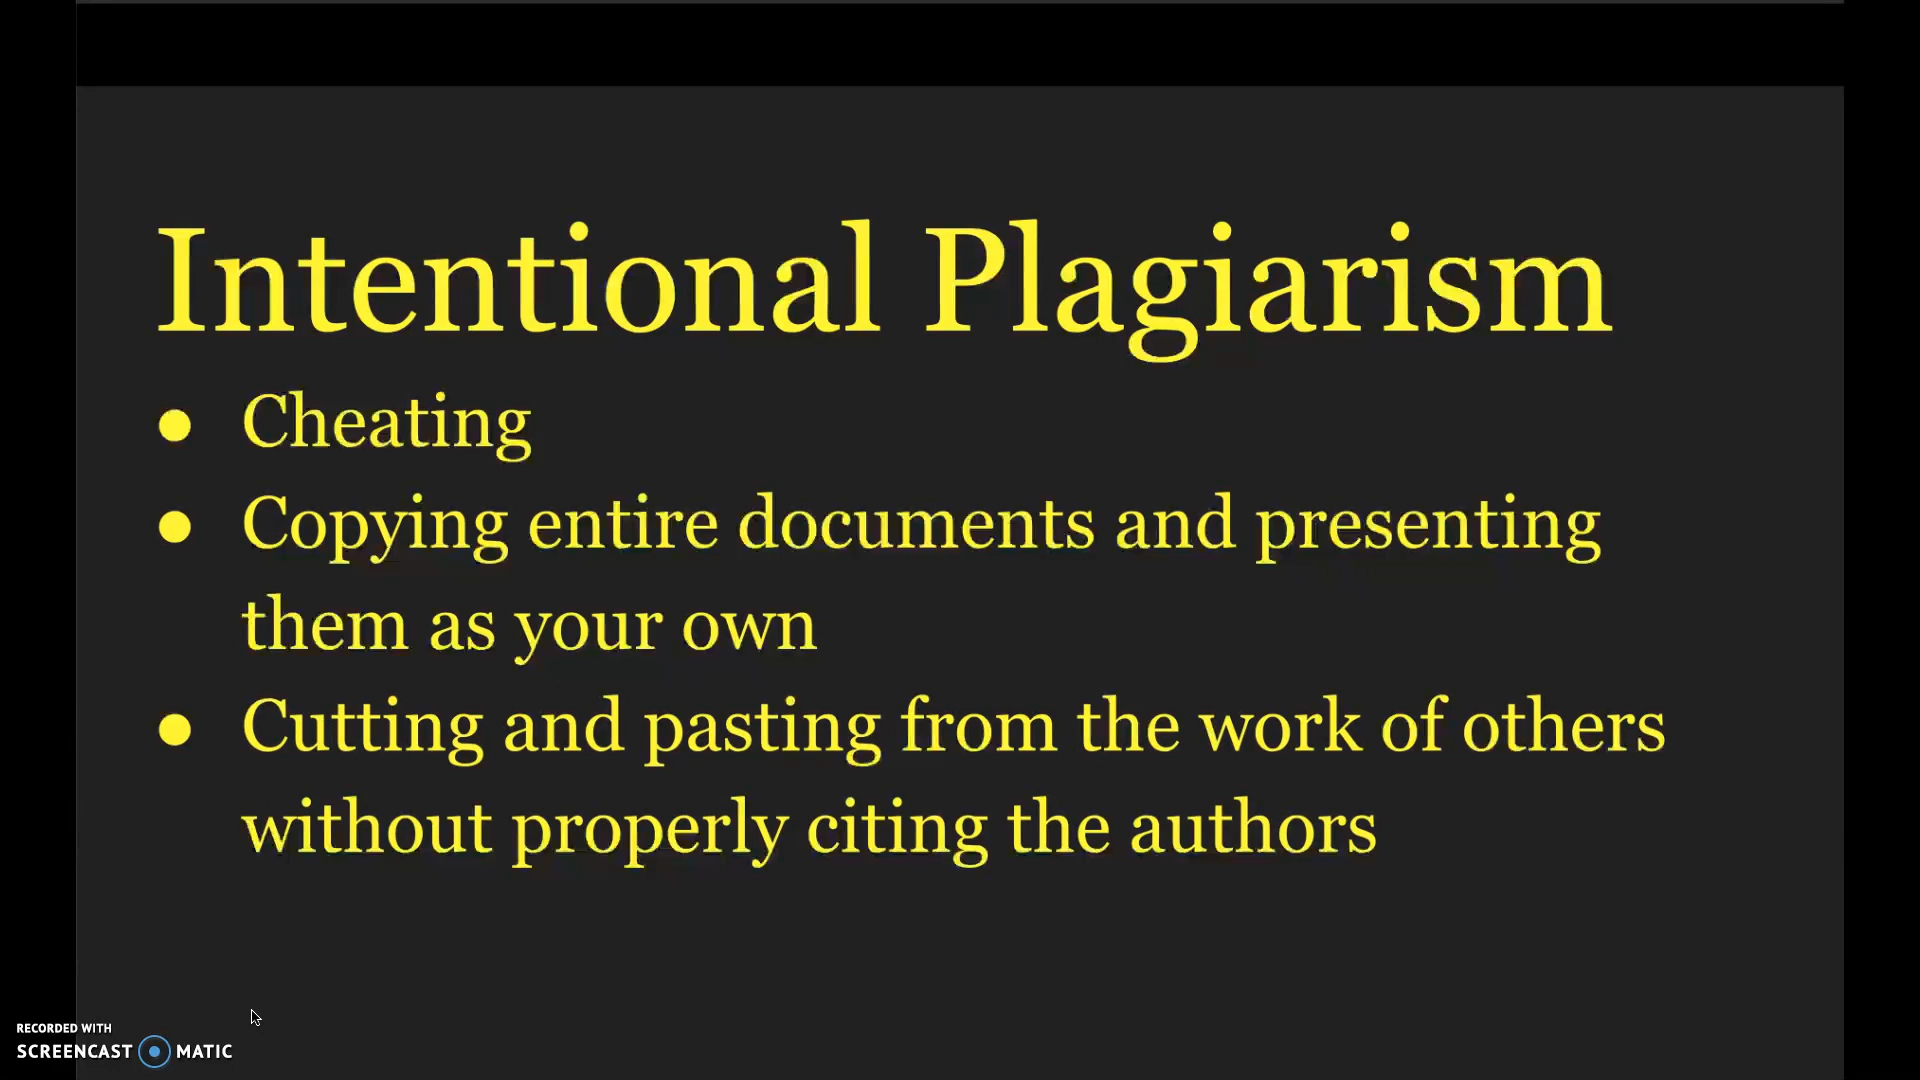 Intentional Plagiarism
● Cheating
● Copying entire documents and presenting
them as your own
● Cutting and pasting from the work of others
without properly citing the authors
RECORDED WITH
SCREENCAST MATIC